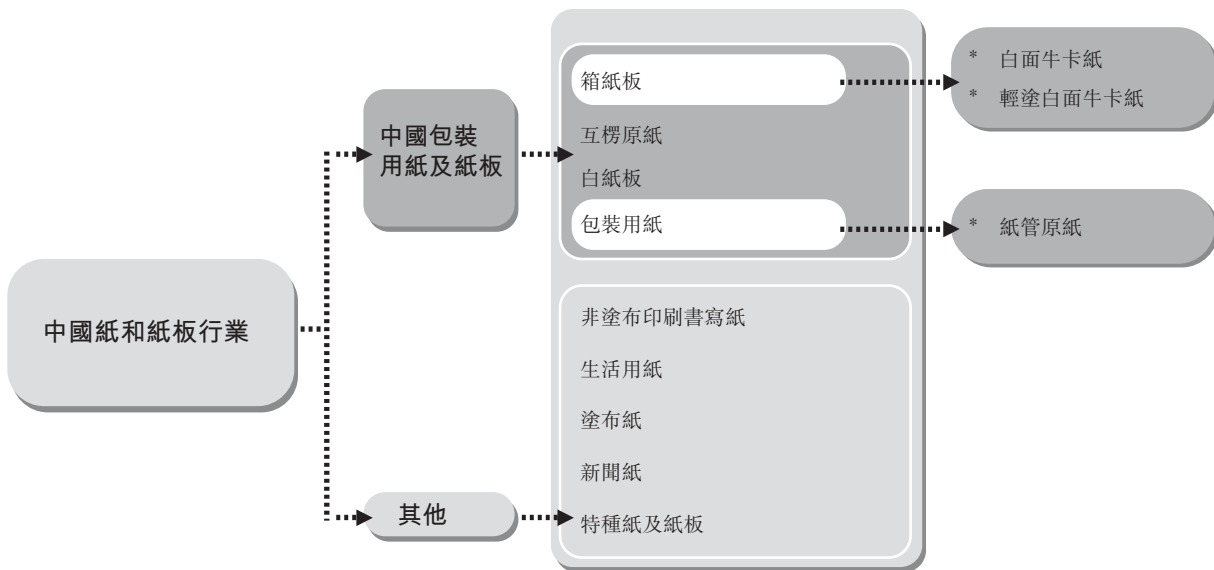 中國紙和紙板行業
中國包裝
用紙及紙板
其他
箱紙板
互楞原紙
白紙板
包裝用紙
非塗布印刷書寫紙
生活用紙
塗布紙
新聞紙
特種紙及紙板
* 白面牛卡紙
* 輕塗白面牛卡紙
* 紙管原紙